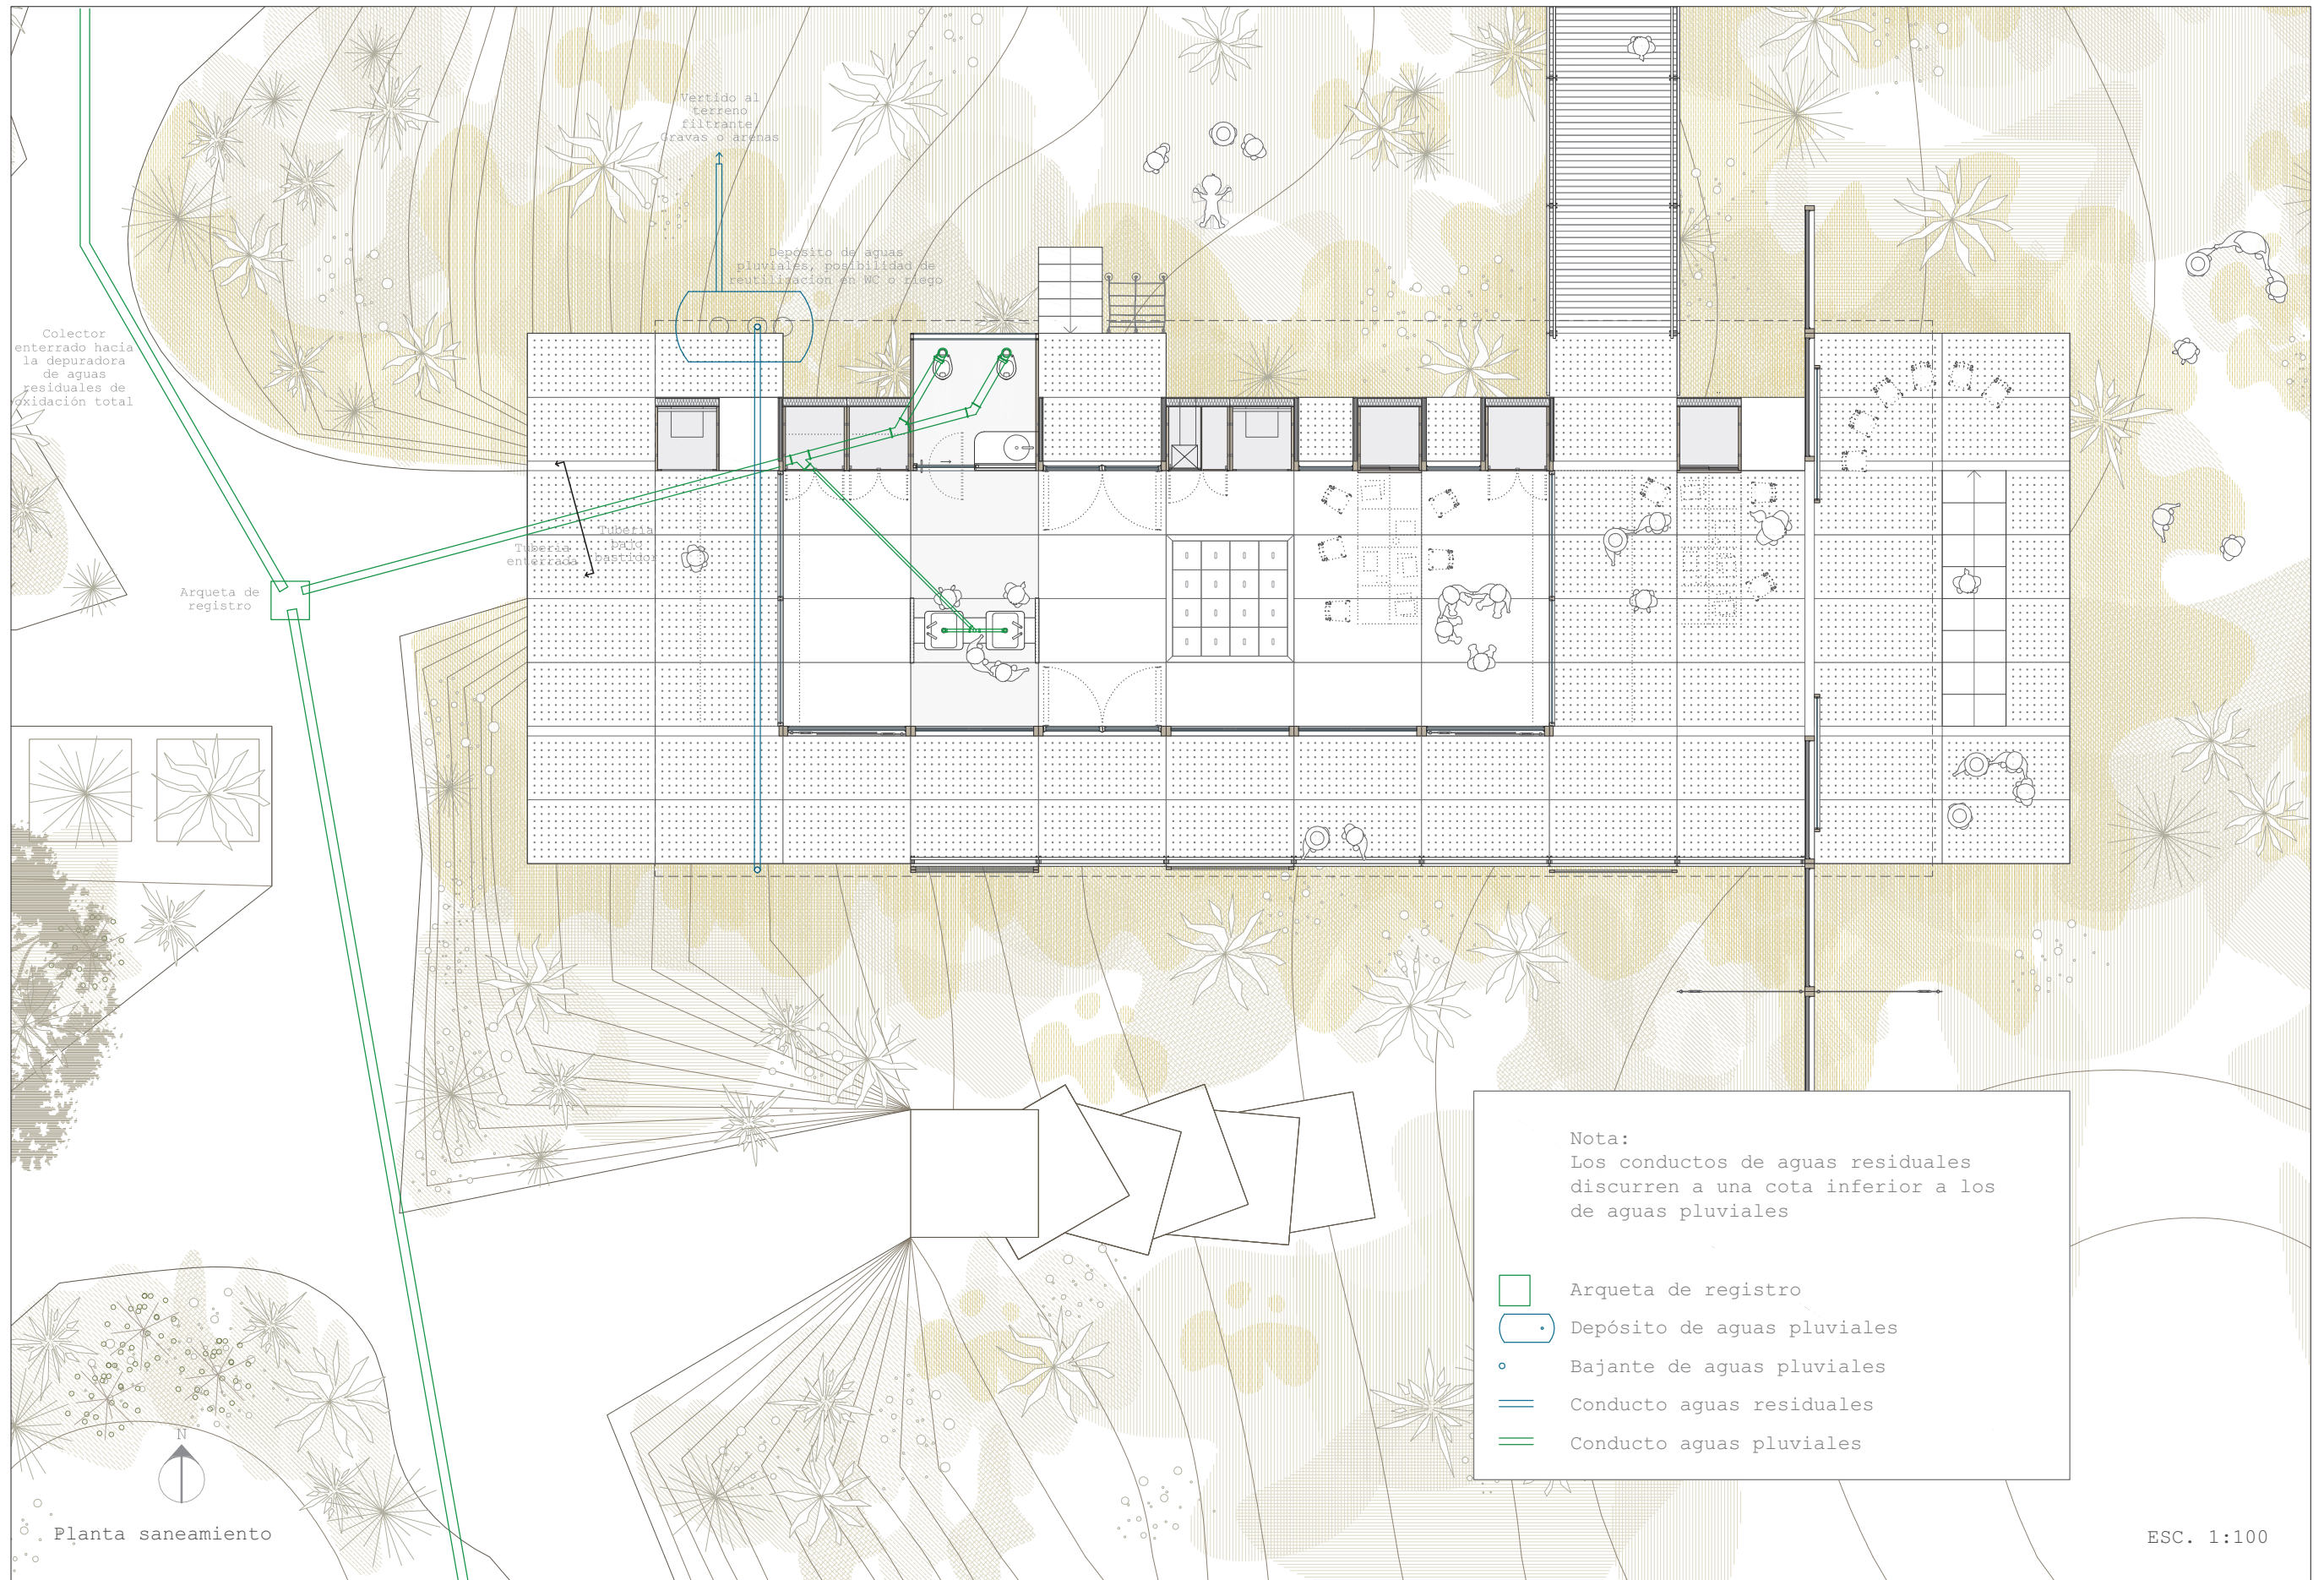 Vertido al
terreno
filtrante.
Gravas o arenas
Depósito de aguas
pluviales, posibilidad de
reutilización en WC o riego
Colector
enterrado hacia
la depuradora
de aguas
residuales de
oxidación total
Tubería
bajo
bastidor
Tubería
enterrada
Arqueta de
registro
Nota:
Los conductos de aguas residuales
discurren a una cota inferior a los
de aguas pluviales
Arqueta de registro
Depósito de aguas pluviales
Bajante de aguas pluviales
Conducto aguas residuales
Conducto aguas pluviales
N
Planta saneamiento
ESC. 1:100